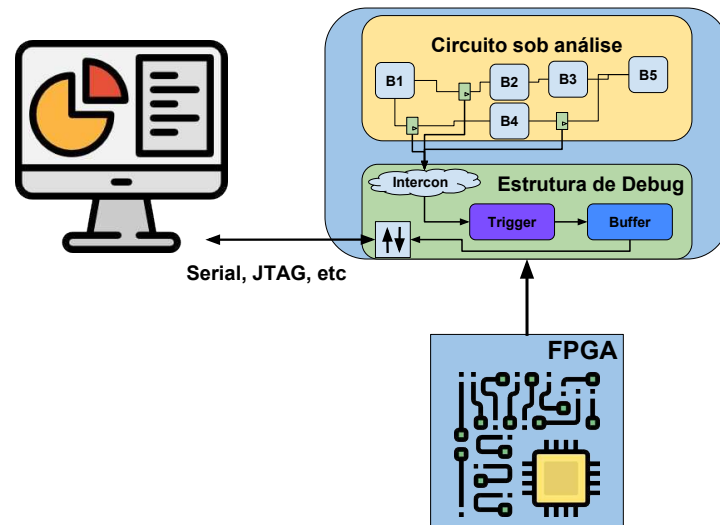 Circuito sob análise
B1
B2
B3
B5
B4
Intercon
Estrutura de Debug
Trigger
Buffer
Serial, JTAG, etc
FPGA